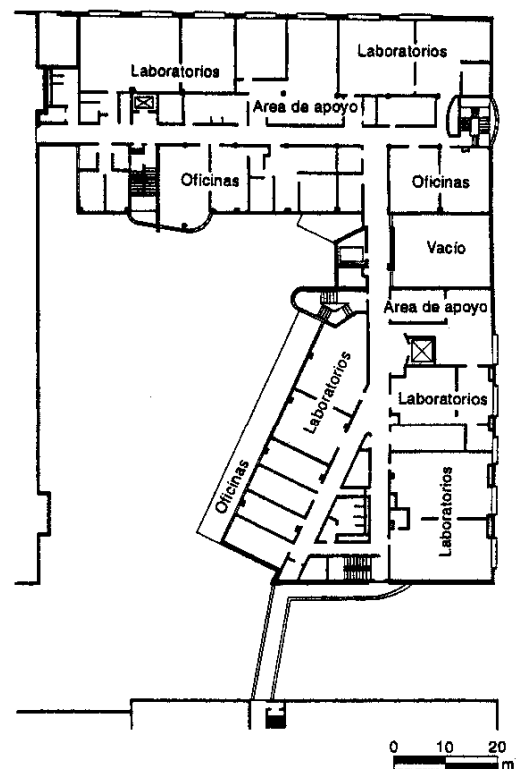 Laboratorios
Laboratorios
Area de apoyo
Oficinas
Oficinas
Vacío
Area de apoyo
Laboratorios
Laboratorios
Oficinas
Laboratorios
0 10 20
m